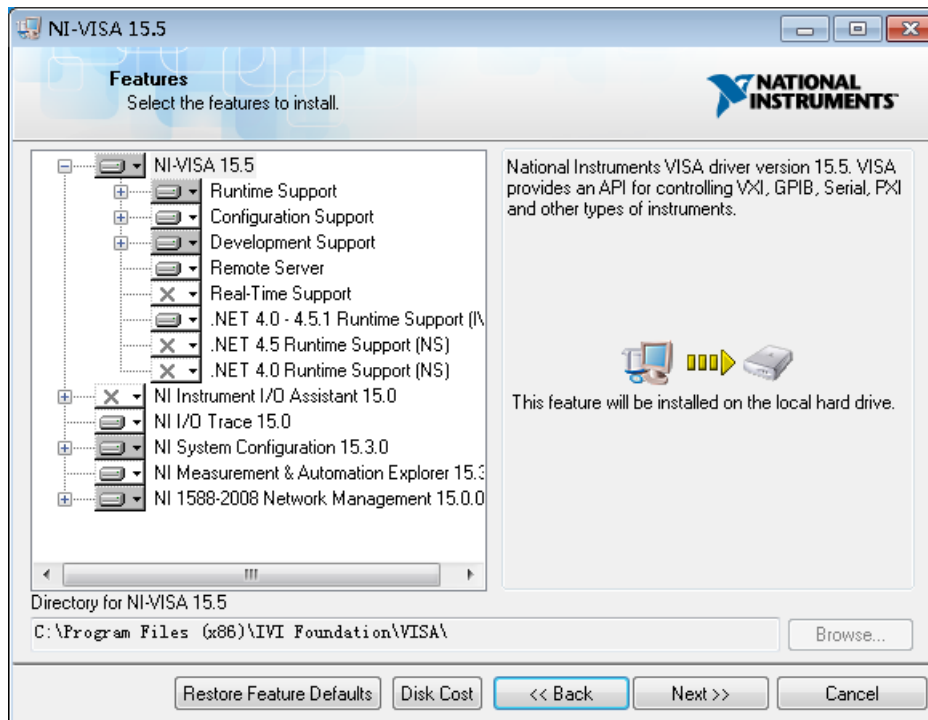 NI-VISA 15.5
Features
Select the features to install.
NATIONAL
INSTRUMENTS
NI-VISA 15.5
Runtime Support
Configuration Support
Development Support
Remote Server
Real-Time Support
.NET 4.0 - 4.5.1 Runtime Support (I\
.NET 4.5 Runtime Support (NS)
.NET 4.0 Runtime Support (NS)
NI Instrument I/O Assistant 15.0
NI I/O Trace 15.0
NI System Configuration 15.3.0
NI Measurement & Automation Explorer 15.3
NI 1588-2008 Network Management 15.0.0
National Instruments VISA driver version 15.5. VISA
provides an API for controlling VXI, GPIB, Serial, PXI
and other types of instruments.
This feature will be installed on the local hard drive.
Directory for NI-VISA 15.5
C:\Program Files (x86)\IVI Foundation\VISA\
Browse...
Restore Feature Defaults
Disk Cost
<< Back
Next >>
Cancel